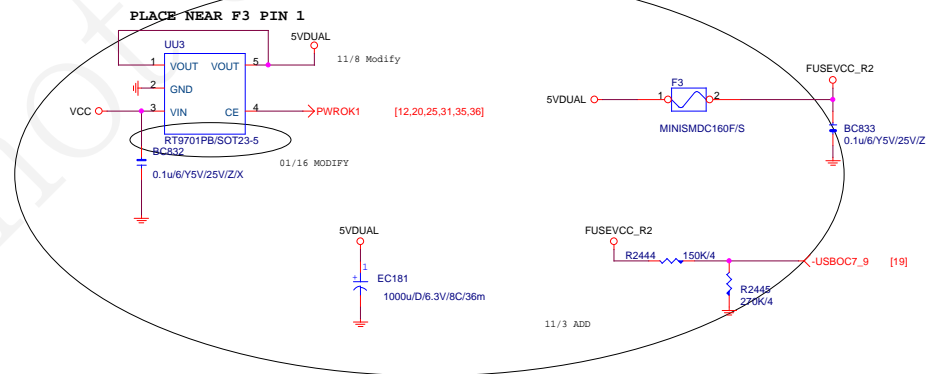 PLACE NEAR F3 PIN 1
UU3
5VDUAL
11/8 Modify
1 VOUT VOUT 5
2 GND
VCC 3 VIN CE 4 PWROK1 [12,20,25,31,35,36]
RT9701PB/SOT23-5
BC832
01/16 MODIFY
0.1u/6/Y5V/25V/Z/X
FUSEVCC_R2
F3
5VDUAL 1 2
MINISMDC160F/S
BC833
0.1u/6/Y5V/25V/Z
5VDUAL
1
+
EC181
1000u/D/6.3V/8C/36m
FUSEVCC_R2
R2444 150K/4
-USBOC7_9 [19]
R2445
270K/4
11/3 ADD